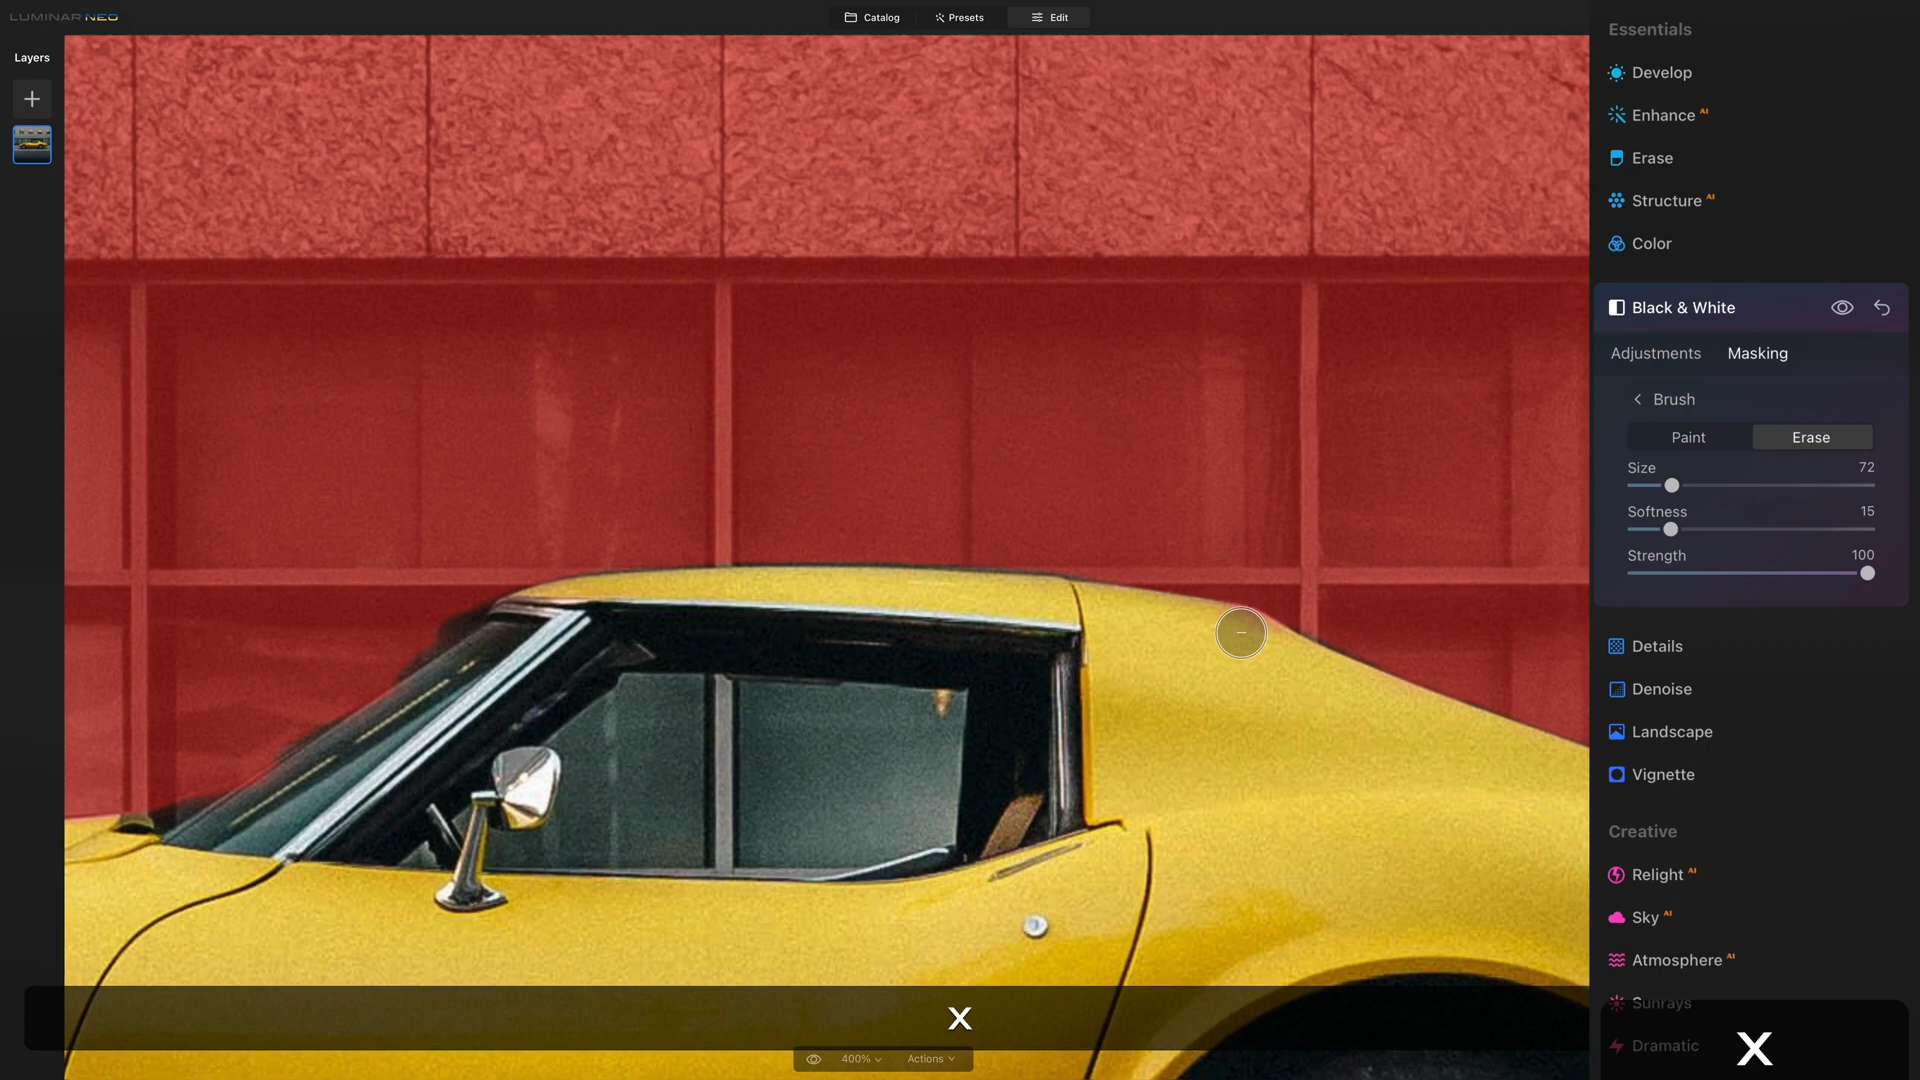 LUMINAR NEO
Catalog
Presets
Edit
Layers
Essentials
Develop
Enhance AI
Erase
Structure AI
Color
Black & White
Adjustments
Masking
Brush
Paint
Erase
Size
72
Softness
15
Strength
100
Details
Denoise
Landscape
Vignette
Creative
Relight AI
Sky AI
Atmosphere AI
Sunrays
Dramatic
X
X
400%
Actions